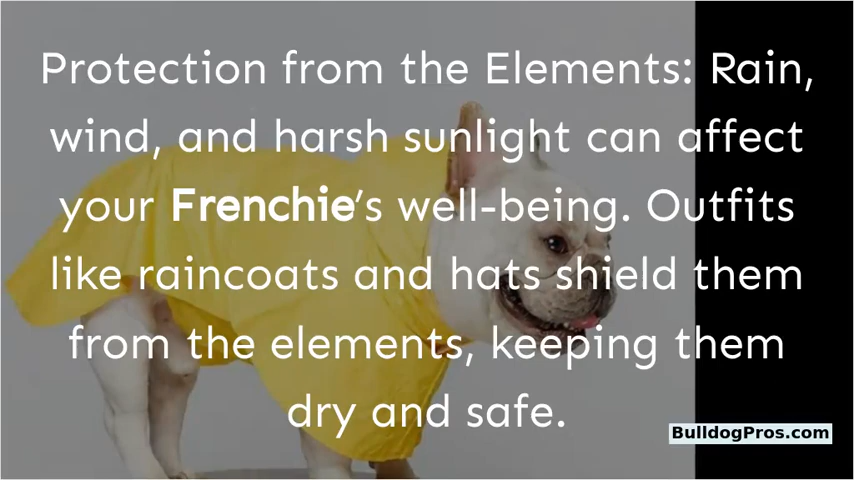 Protection from the Elements: Rain,
wind, and harsh sunlight can affect
your Frenchie's well-being. Outfits
like raincoats and hats shield them
from the elements, keeping them
dry and safe.
BulldogPros.com